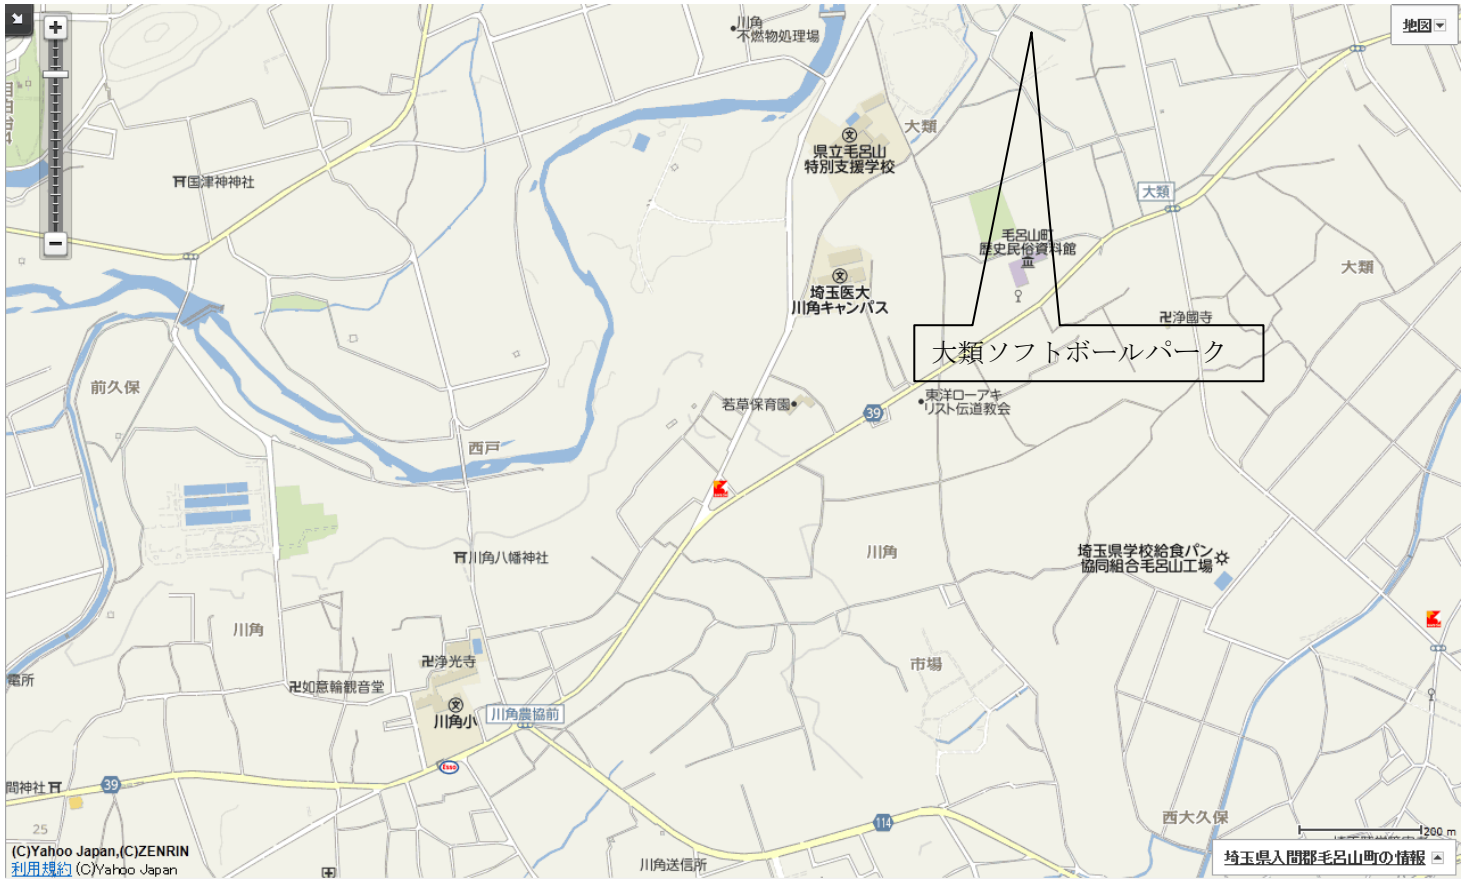 川角
不燃物処理場
地図
大類
県立毛呂山
特別支援学校
国津神神社
大類
毛呂山町
歴史民俗資料館
大類
埼玉医大
川角キャンパス
浄國寺
大類ソフトボールパーク
前久保
若草保育園
39
東洋ローアキ
リスト伝道教会
西戸
川角八幡神社
川角
埼玉県学校給食パン
協同組合毛呂山工場
川角
浄光寺
市場
電所
如意輪観音堂
川角小
川角農協前
Esso
間神社
39
25
114
西大久保
200 m
(C)Yahoo Japan,(C)ZENRIN
利用規約 (C)Yahoo Japan
川角送信所
埼玉県入間郡毛呂山町の情報